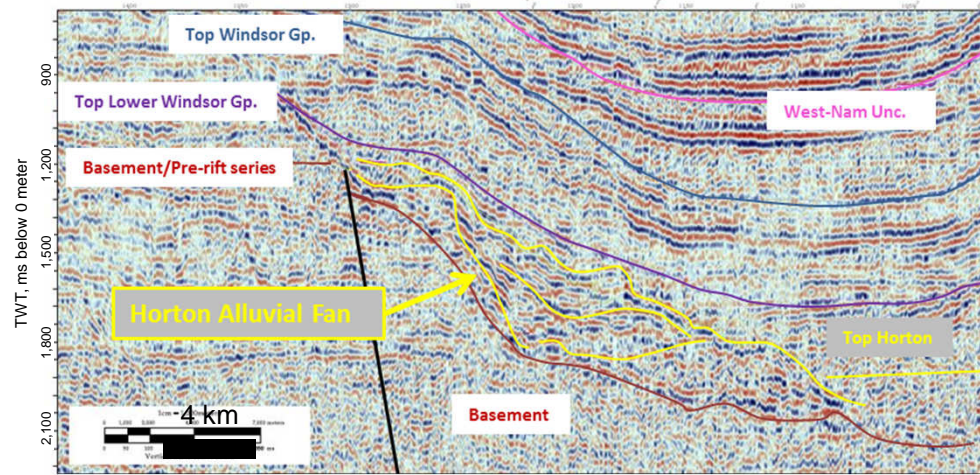 Top Windsor Gp.
900
Top Lower Windsor Gp.
West-Nam Unc.
1,200
Basement/Pre-rift series
1,500
TWT, ms below 0 meter
Horton Alluvial Fan
1,800
Top Horton
-4 km
Basement
2,100